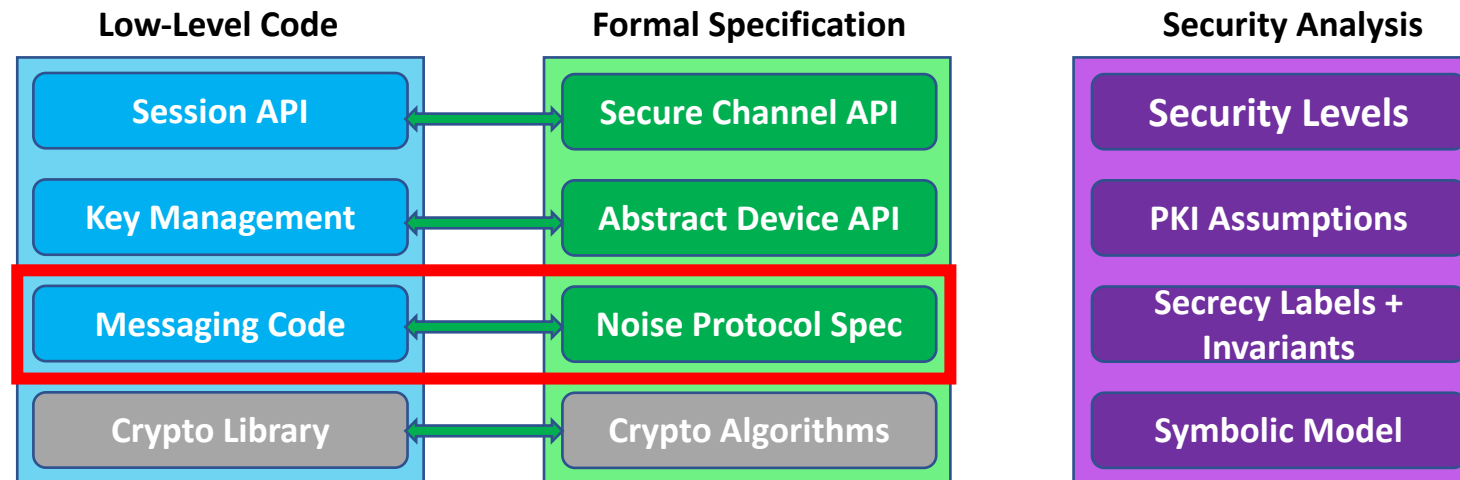 Low-Level Code
Formal Specification
Security Analysis
Session API
Secure Channel API
Security Levels
Key Management
Abstract Device API
PKI Assumptions
Messaging Code
Noise Protocol Spec
Secrecy Labels +
Invariants
Crypto Library
Crypto Algorithms
Symbolic Model